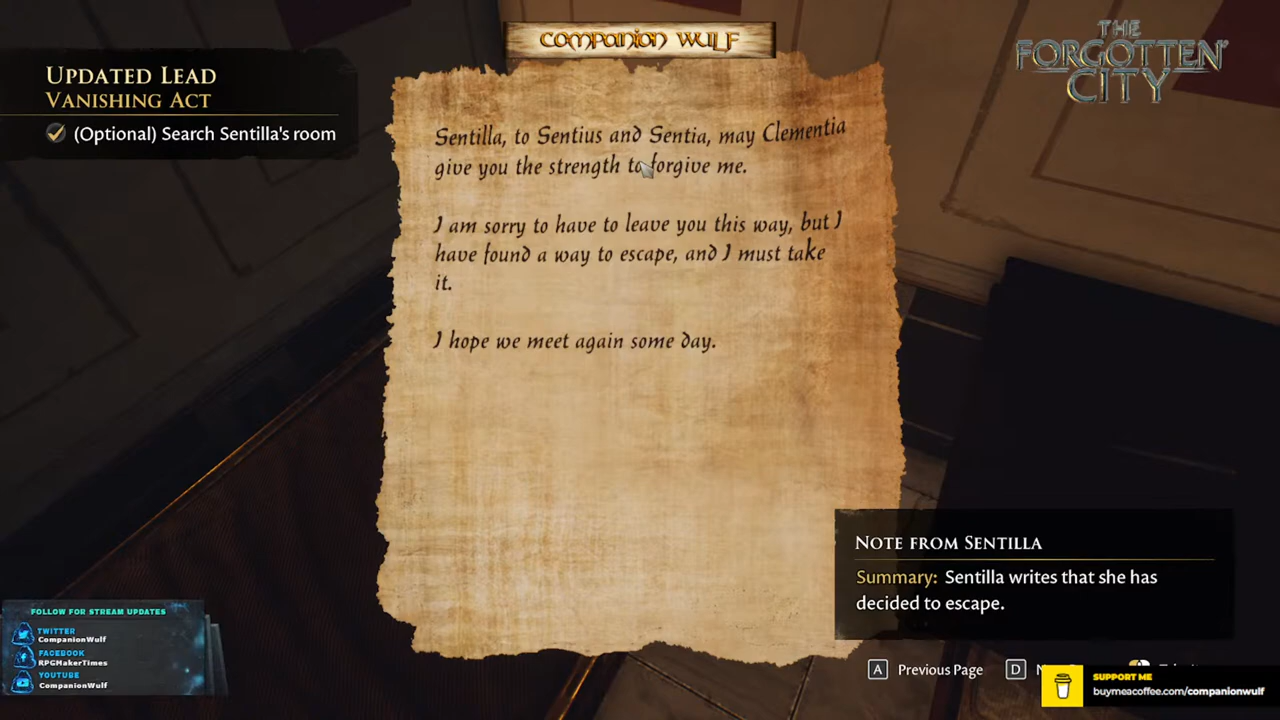 COMPANION WULF
THE
FORGOTTEN
CITY
UPDATED LEAD
VANISHING ACT
(Optional) Search Sentilla's room
Sentilla, to Sentius and Sentia, may Clementia
give you the strength to forgive me.
I am sorry to have to leave you this way, but I
have found a way to escape, and I must take
it.
I hope we meet again some day.
NOTE FROM SENTILLA
Summary: Sentilla writes that she has
decided to escape.
FOLLOW FOR STREAM UPDATES
TWITTER
CompanionWulf
FACEBOOK
RPGMakerTimes
YOUTUBE
CompanionWulf
A Previous Page D
SUPPORT ME
buymeacoffee.com/companionwulf